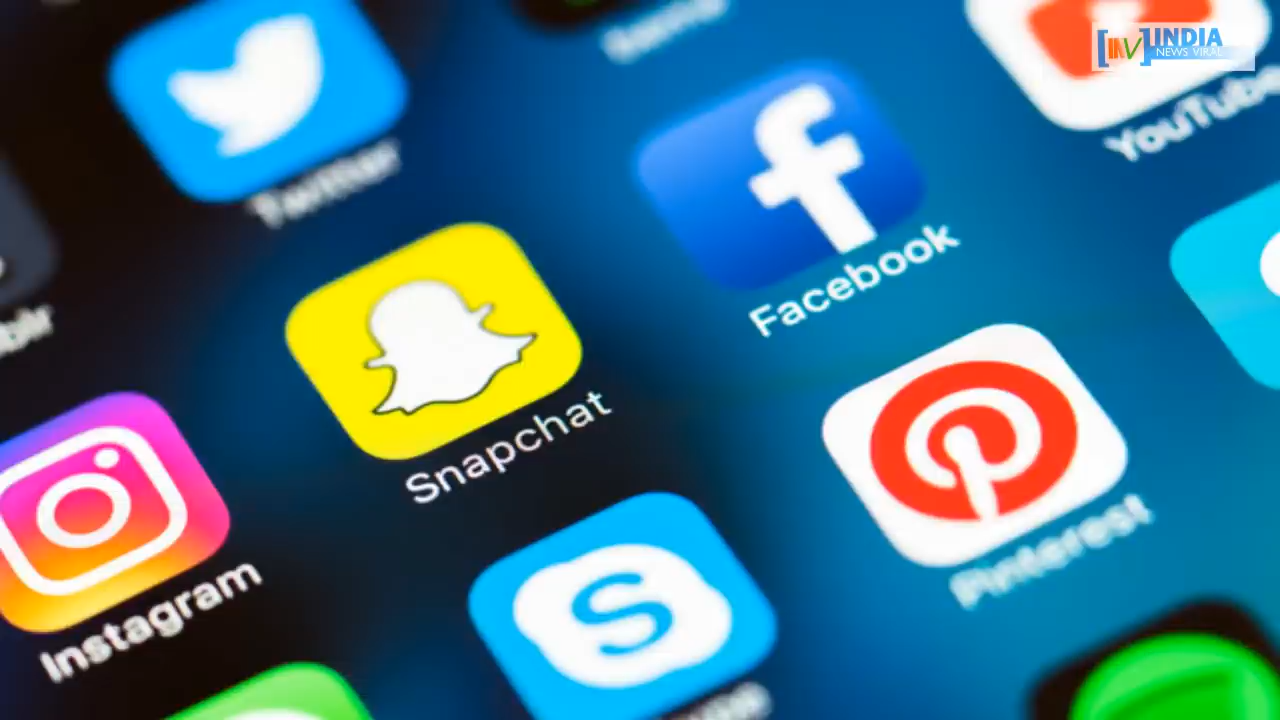 INDIA
NEWS VIRAL
YouTube
Twitter
Facebook
Snapchat
Pinterest
Instagram